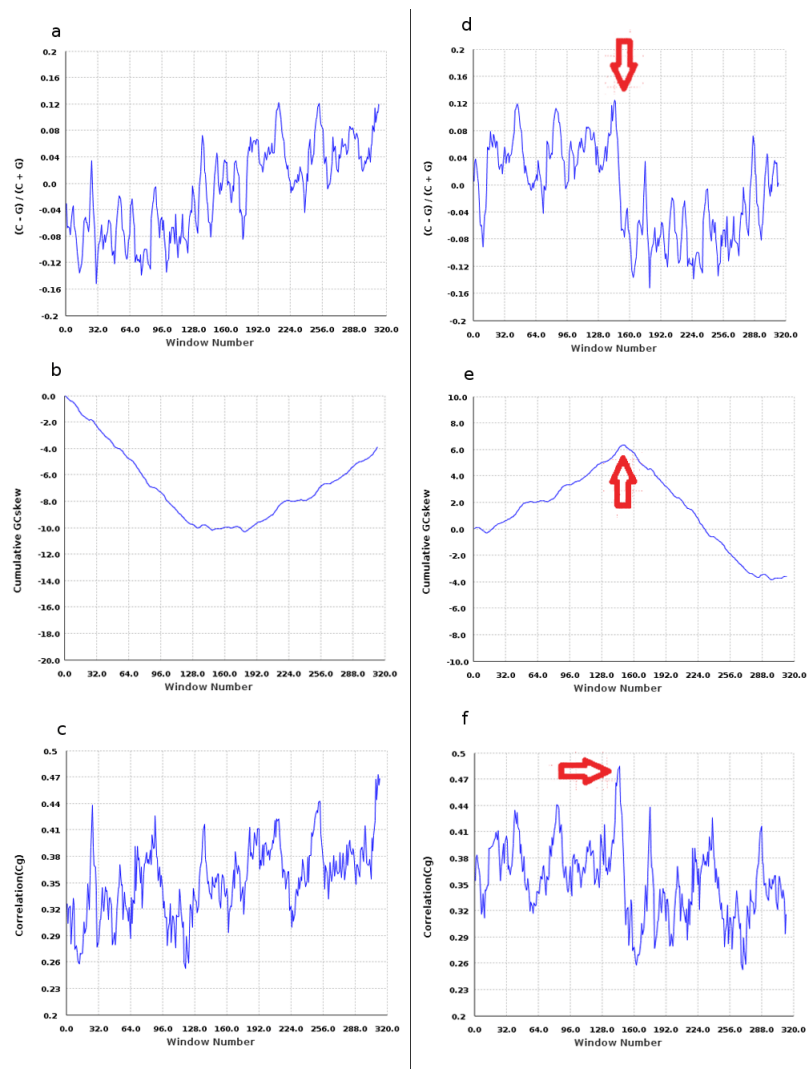 a
0.2
0.16
0.12
0.08
0.04
0.0
-0.04
-0.08
-0.12
-0.16
-0.2
(C - G) / (C + G)
0.0 32.0 64.0 96.0 128.0 160.0 192.0 224.0 256.0 288.0 320.0
Window Number
b
0.0
-2.0
-4.0
-6.0
-8.0
-10.0
-12.0
-14.0
-16.0
-18.0
-20.0
Cumulative GCskew
0.0 32.0 64.0 96.0 128.0 160.0 192.0 224.0 256.0 288.0 320.0
Window Number
c
0.5
0.47
0.44
0.41
0.38
0.35
0.32
0.29
0.26
0.23
0.2
Correlation(Cg)
0.0 32.0 64.0 96.0 128.0 160.0 192.0 224.0 256.0 288.0 320.0
Window Number
d
0.2
0.16
0.12
0.08
0.04
0.0
-0.04
-0.08
-0.12
-0.16
-0.2
(C - G) / (C + G)
0.0 32.0 64.0 96.0 128.0 160.0 192.0 224.0 256.0 288.0 320.0
Window Number
e
10.0
8.0
6.0
4.0
2.0
0.0
-2.0
-4.0
-6.0
-8.0
-10.0
Cumulative GCskew
0.0 32.0 64.0 96.0 128.0 160.0 192.0 224.0 256.0 288.0 320.0
Window Number
f
0.5
0.47
0.44
0.41
0.38
0.35
0.32
0.29
0.26
0.23
0.2
Correlation(Cg)
0.0 32.0 64.0 96.0 128.0 160.0 192.0 224.0 256.0 288.0 320.0
Window Number